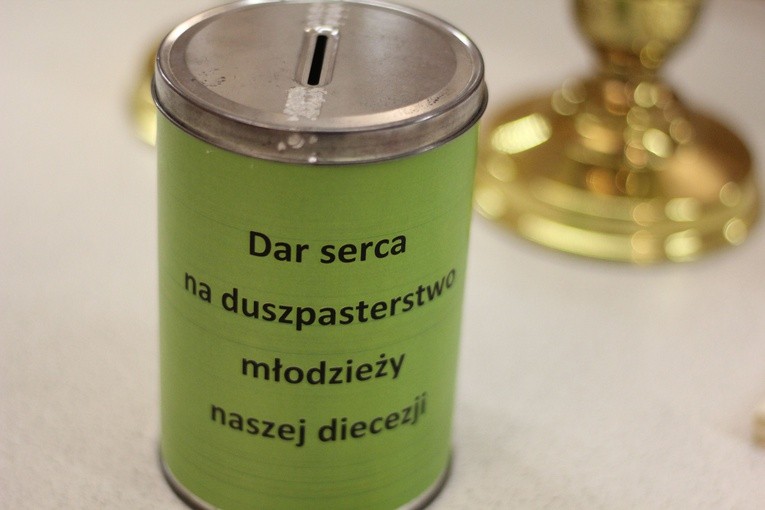 Dar serca
na duszpasterstwo
młodzieży
naszej diecezji